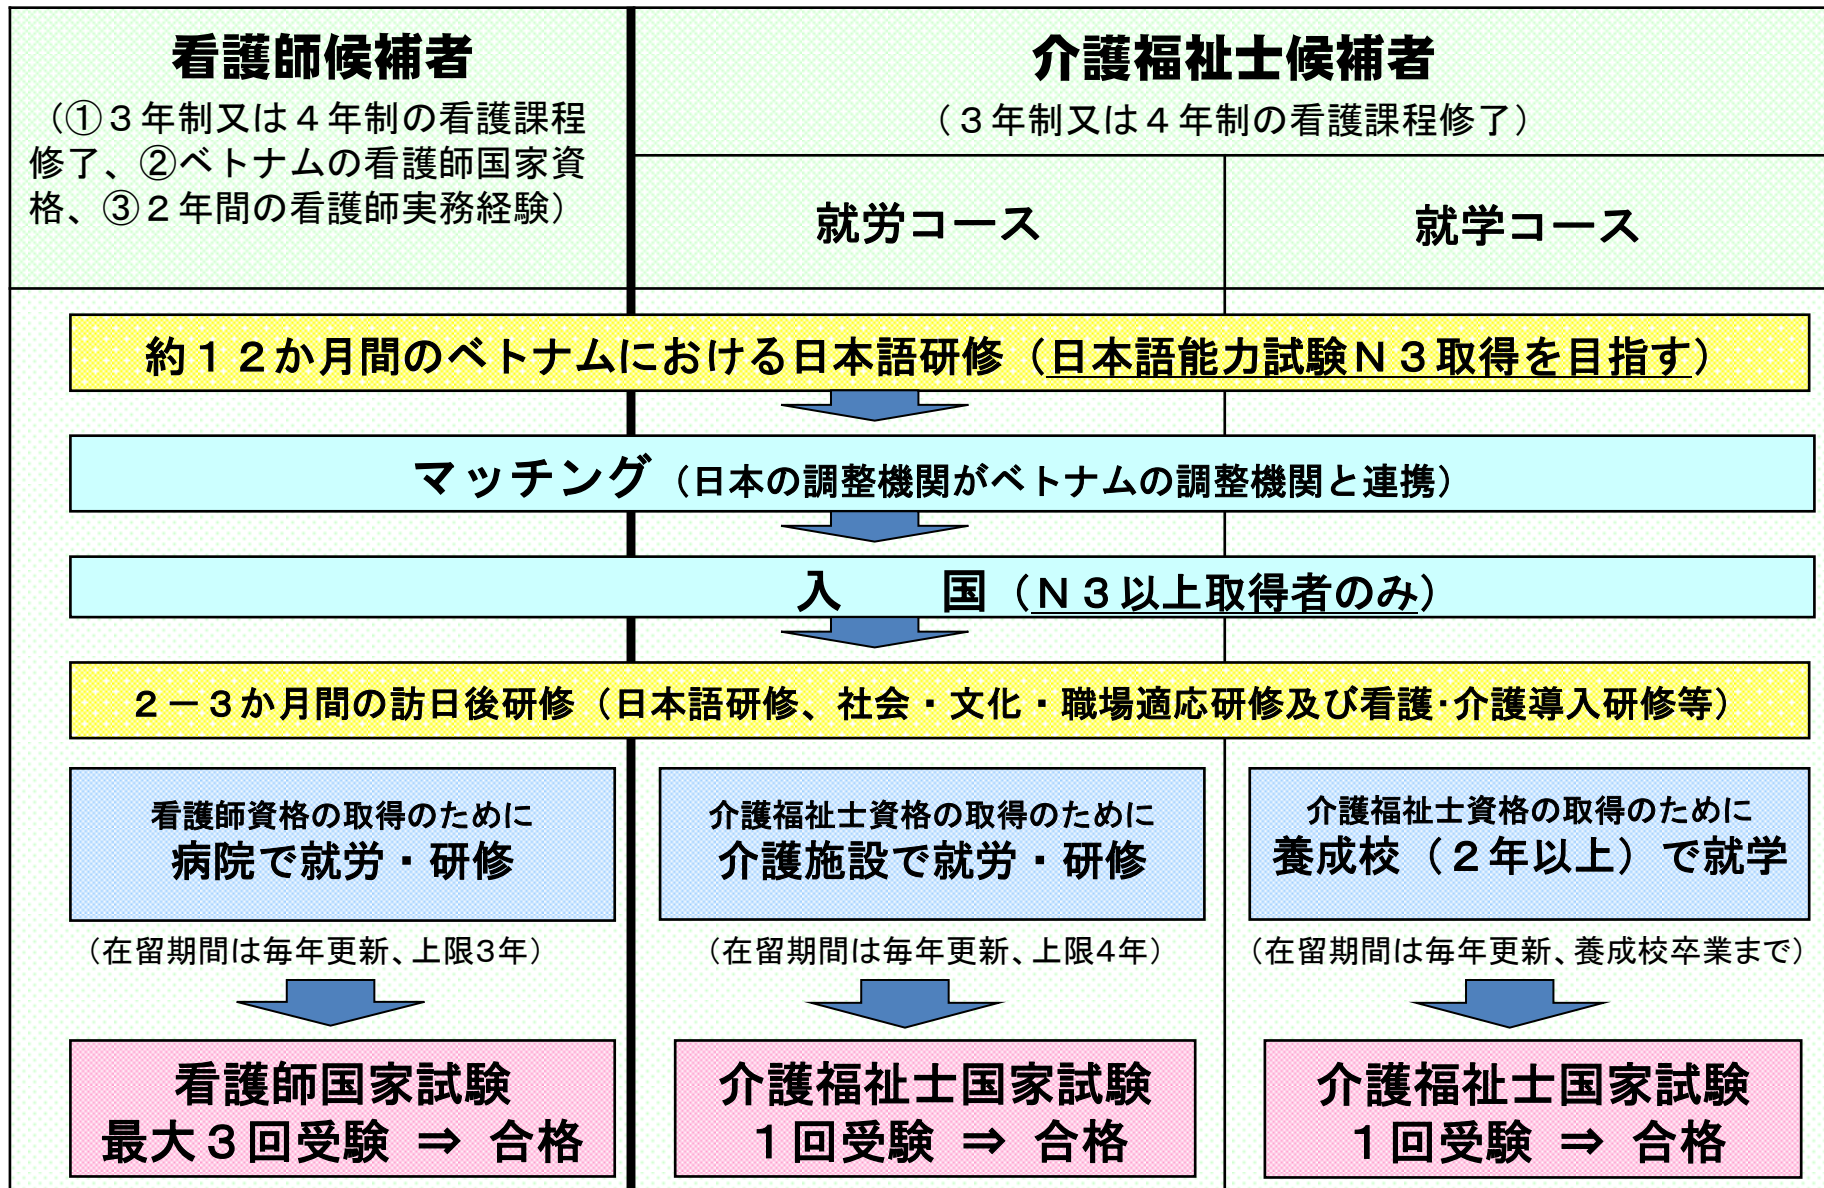 看護師候補者
（①３年制又は４年制の看護課程
修了、②ベトナムの看護師国家資
格、③２年間の看護師実務経験）
介護福祉士候補者
（３年制又は４年制の看護課程修了）
就労コース
就学コース
約１２か月間のベトナムにおける日本語研修（日本語能力試験Ｎ３取得を目指す）
マッチング（日本の調整機関がベトナムの調整機関と連携）
入　　国（Ｎ３以上取得者のみ）
２－３か月間の訪日後研修（日本語研修、社会・文化・職場適応研修及び看護･介護導入研修等）
看護師資格の取得のために
病院で就労・研修
（在留期間は毎年更新、上限3年）
看護師国家試験
最大３回受験 ⇒ 合格
介護福祉士資格の取得のために
介護施設で就労・研修
（在留期間は毎年更新、上限4年）
介護福祉士国家試験
１回受験 ⇒ 合格
介護福祉士資格の取得のために
養成校（２年以上）で就学
（在留期間は毎年更新、養成校卒業まで）
介護福祉士国家試験
１回受験 ⇒ 合格